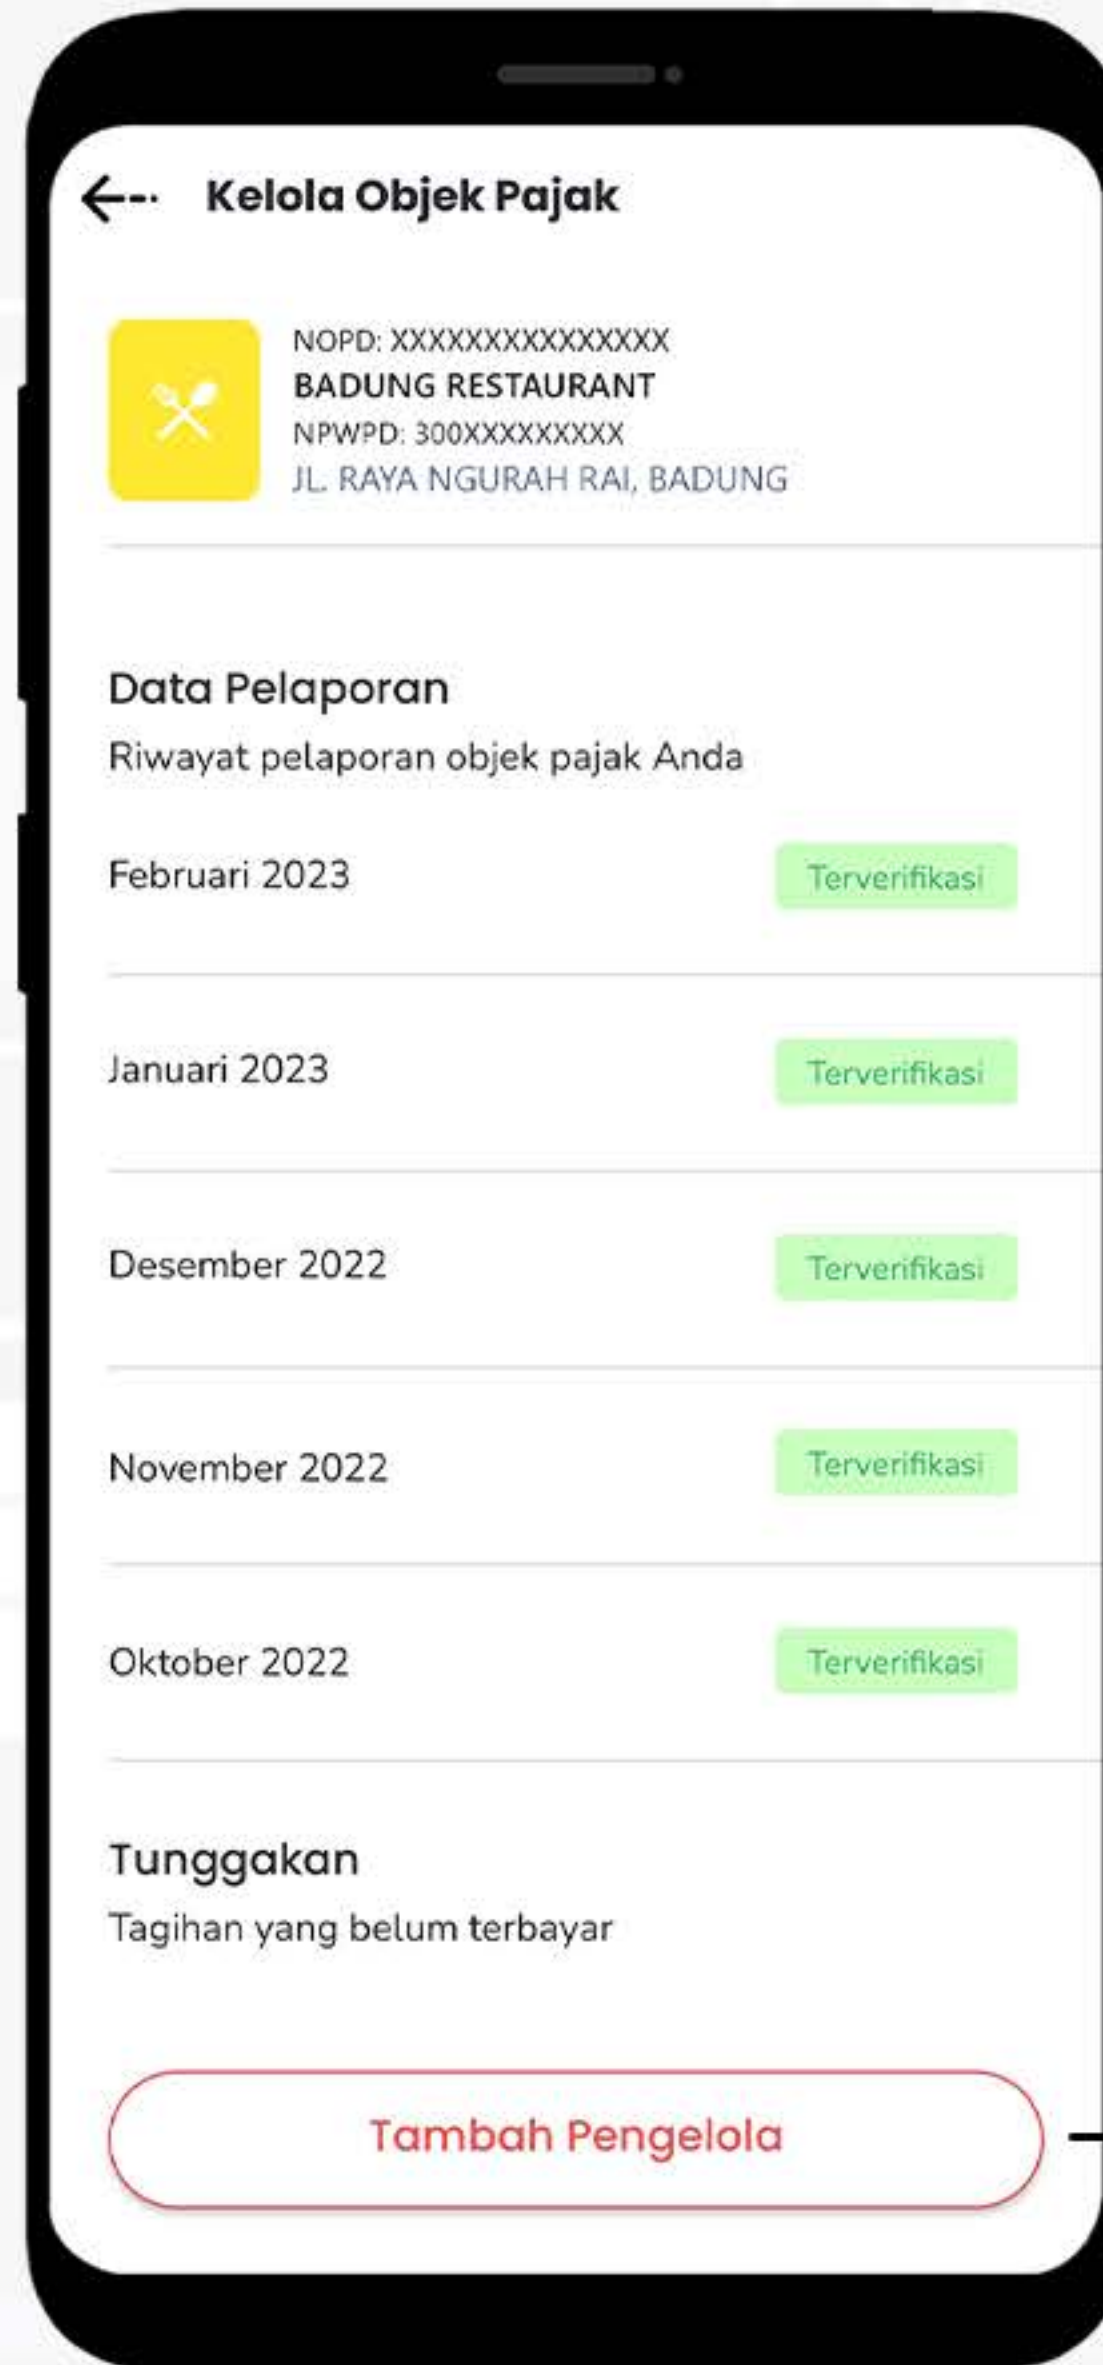 Kelola Objek Pajak
NOPD: XXXXXXXXXXXXXXX
BADUNG RESTAURANT
NPWPD: 300XXXXXXXXX
JL. RAYA NGURAH RAI, BADUNG
Data Pelaporan
Riwayat pelaporan objek pajak Anda
Februari 2023 Terverifikasi
Januari 2023 Terverifikasi
Desember 2022 Terverifikasi
November 2022 Terverifikasi
Oktober 2022 Terverifikasi
Tunggakan
Tagihan yang belum terbayar
Tambah Pengelola